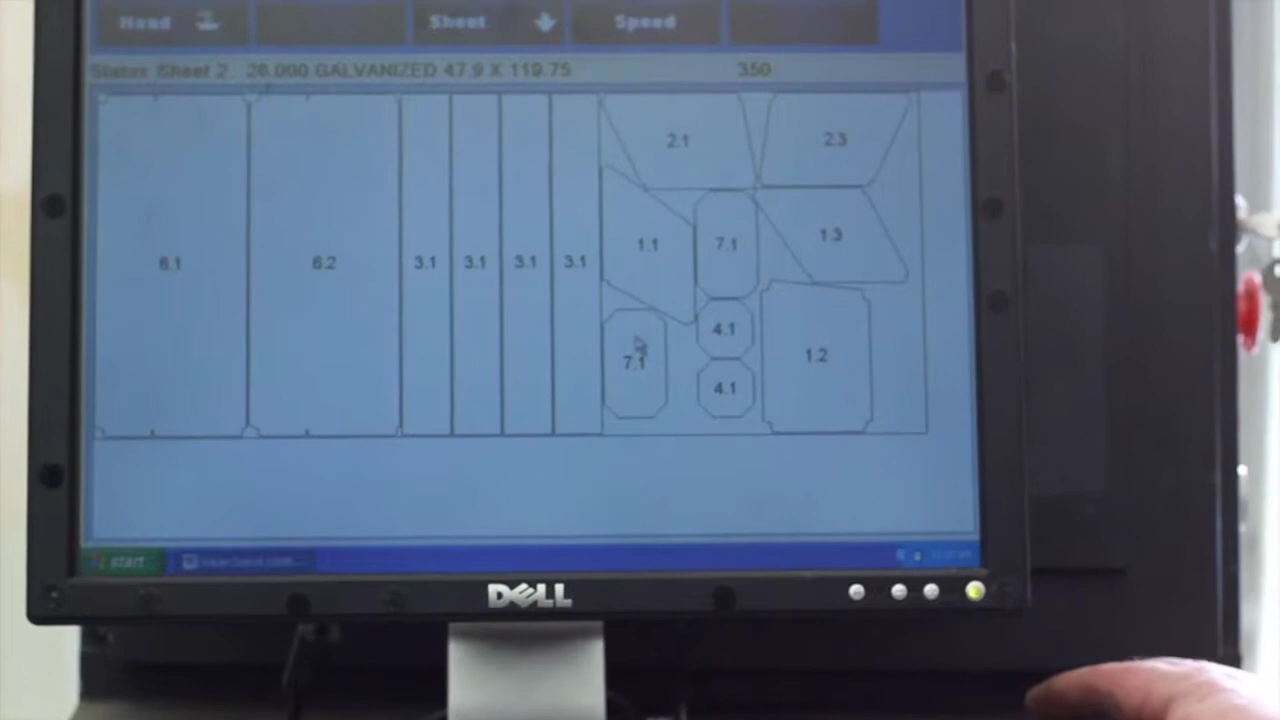 Head Sheet Speed
Status: Sheet 2, 26.000 GALVANIZED 47.9 X 119.75 350
2.1 2.3
6.1 6.2 3.1 3.1 3.1 3.1 1.1 7.1 1.3
4.1
7.1 1.2
4.1
start
DELL